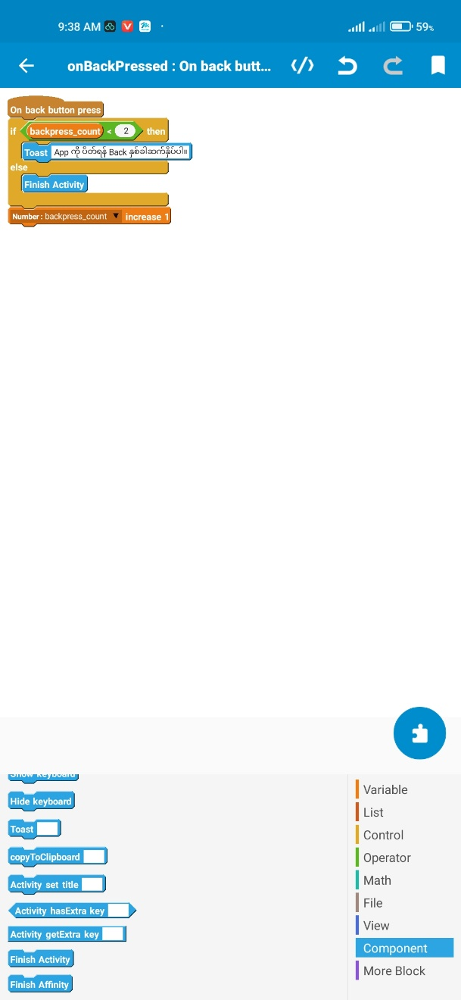 9:38 AM
59%
onBackPressed : On back butt...
On back button press
if backpress_count < 2 then
Toast App ကို ပိတ်ရန် Back နှစ်ခါဆက်နှိပ်ပါ။
else
Finish Activity
Number: backpress_count ▼ increase 1
Show keyboard
Hide keyboard
Toast
copyToClipboard
Activity set title
Activity hasExtra key
Activity getExtra key
Finish Activity
Finish Affinity
Variable
List
Control
Operator
Math
File
View
Component
More Block